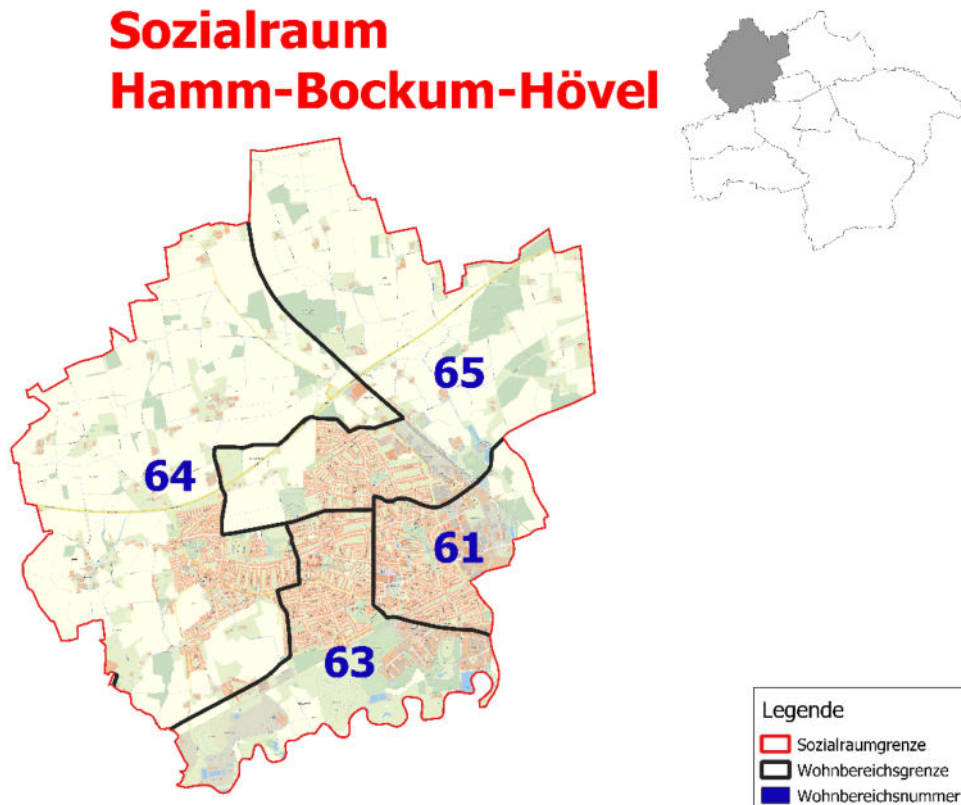 Sozialraum
Hamm-Bockum-Hövel
65
64
61
63
Legende
Sozialraumgrenze
Wohnbereichsgrenze
Wohnbereichsnummer